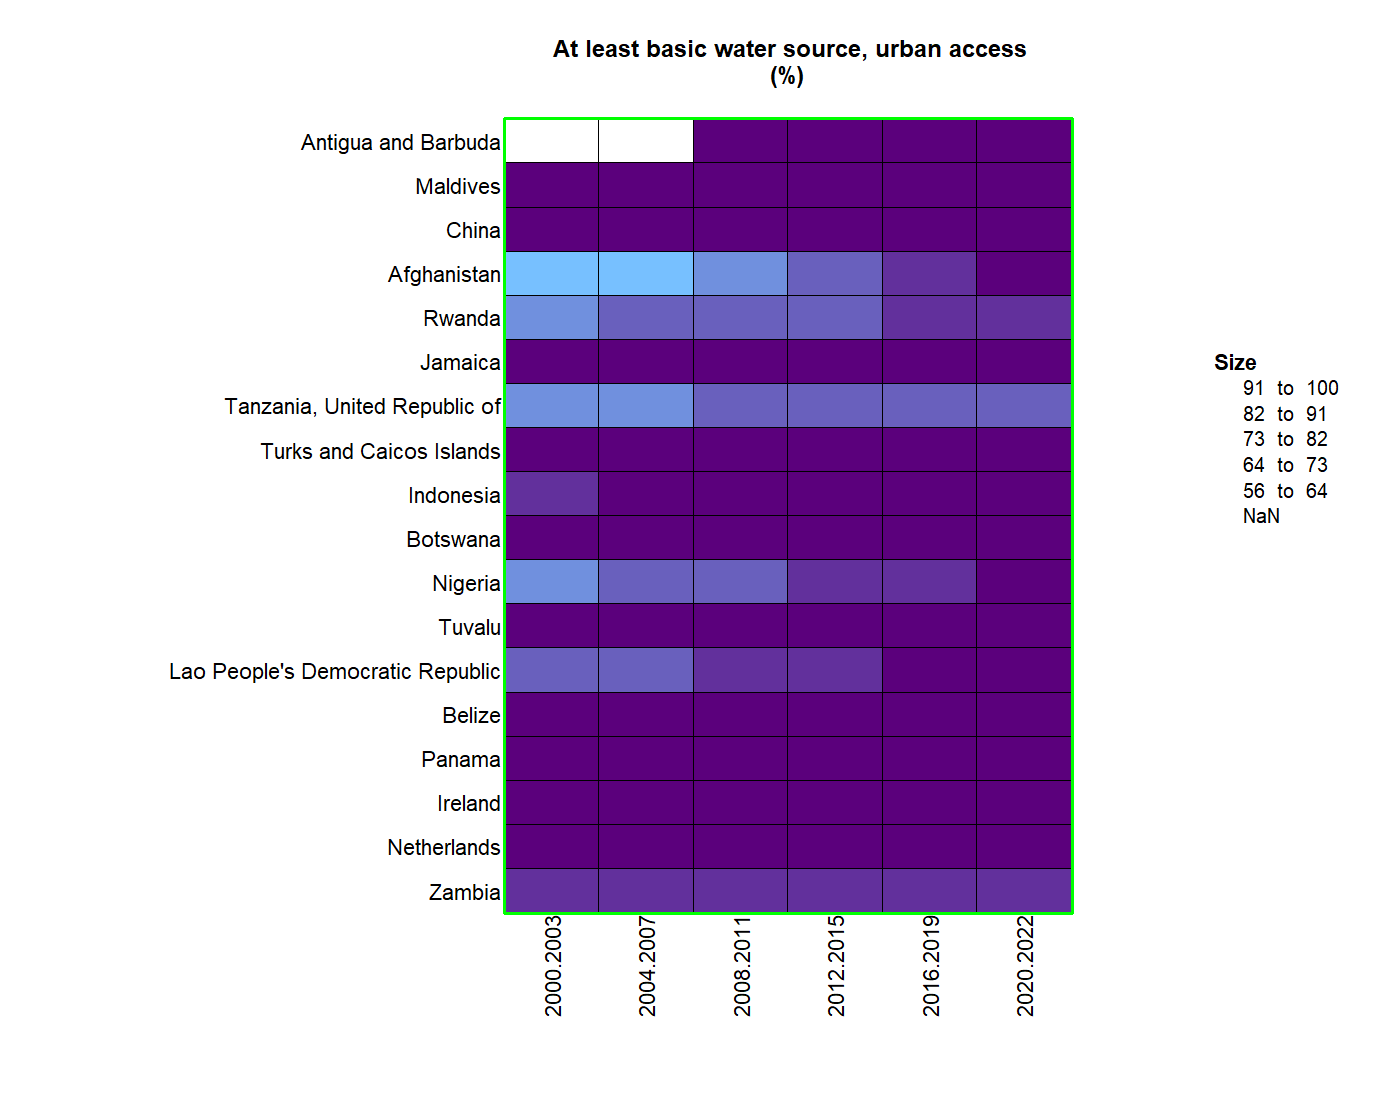 At least basic water source, urban access
(%)
Antigua and Barbuda
Maldives
China
Afghanistan
Rwanda
Jamaica
Tanzania, United Republic of
Turks and Caicos Islands
Indonesia
Botswana
Nigeria
Tuvalu
Lao People's Democratic Republic
Belize
Panama
Ireland
Netherlands
Zambia
2000.2003
2004.2007
2008.2011
2012.2015
2016.2019
2020.2022
Size
91 to 100
82 to 91
73 to 82
64 to 73
56 to 64
NaN